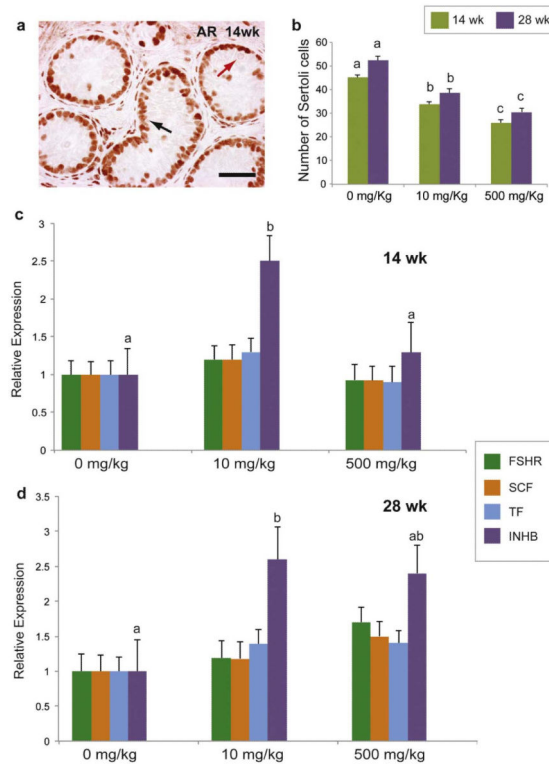 a
AR 14wk
b
14 wk 28 wk
Number of Sertoli cells
60
50
40
30
20
10
0
a a
b b
c c
0 mg/Kg 10 mg/Kg 500 mg/Kg
c
14 wk
Relative Expression
3
2.5
2
1.5
1
0.5
0
a
b
a
0 mg/kg 10 mg/kg 500 mg/kg
FSHR
SCF
TF
INHB
d
28 wk
Relative Expression
3.5
3
2.5
2
1.5
1
0.5
0
a
b
ab
0 mg/kg 10 mg/kg 500 mg/kg